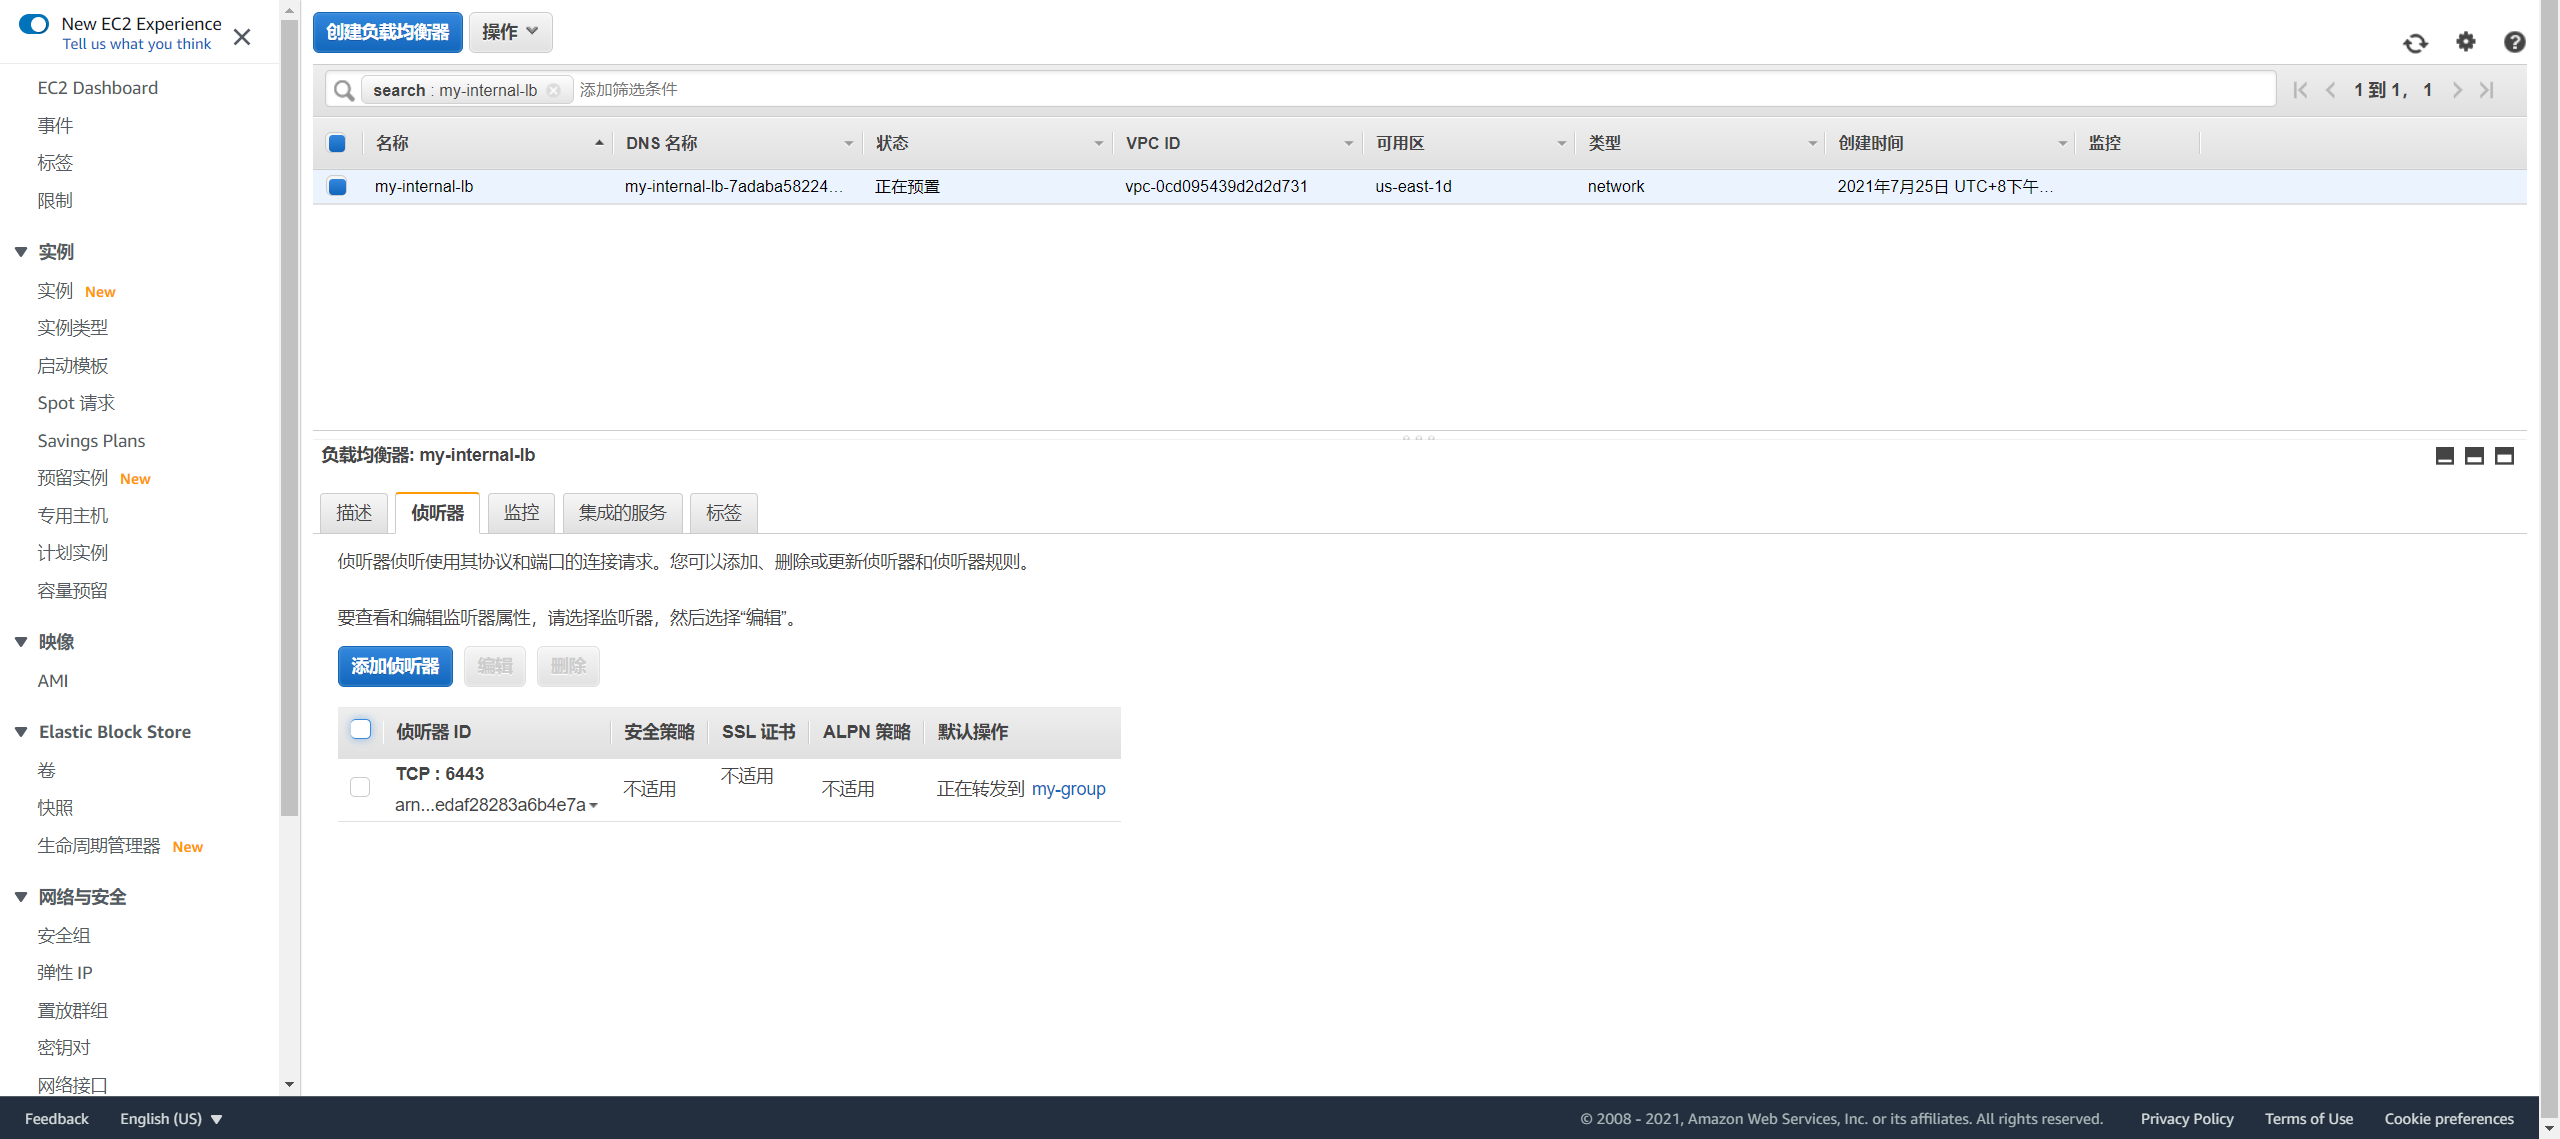 New EC2 Experience
Tell us what you think
EC2 Dashboard
事件
标签
限制
实例
实例 New
实例类型
启动模板
Spot 请求
Savings Plans
预留实例 New
专用主机
计划实例
容量预留
映像
AMI
Elastic Block Store
卷
快照
生命周期管理器 New
网络与安全
安全组
弹性 IP
置放群组
密钥对
网络接口
创建负载均衡器 操作
search : my-internal-lb 添加筛选条件 1 到 1， 1
名称 DNS 名称 状态 VPC ID 可用区 类型 创建时间 监控
my-internal-lb my-internal-lb-7adaba58224... 正在预置 vpc-0cd095439d2d2d731 us-east-1d network 2021年7月25日 UTC+8下午...
负载均衡器: my-internal-lb
描述 侦听器 监控 集成的服务 标签
侦听器侦听使用其协议和端口的连接请求。您可以添加、删除或更新侦听器和侦听器规则。
要查看和编辑监听器属性，请选择监听器，然后选择“编辑”。
添加侦听器 编辑 删除
侦听器 ID 安全策略 SSL 证书 ALPN 策略 默认操作
TCP : 6443
arn...edaf28283a6b4e7a 不适用 不适用 不适用 正在转发到 my-group
Feedback English (US) © 2008 - 2021, Amazon Web Services, Inc. or its affiliates. All rights reserved. Privacy Policy Terms of Use Cookie preferences